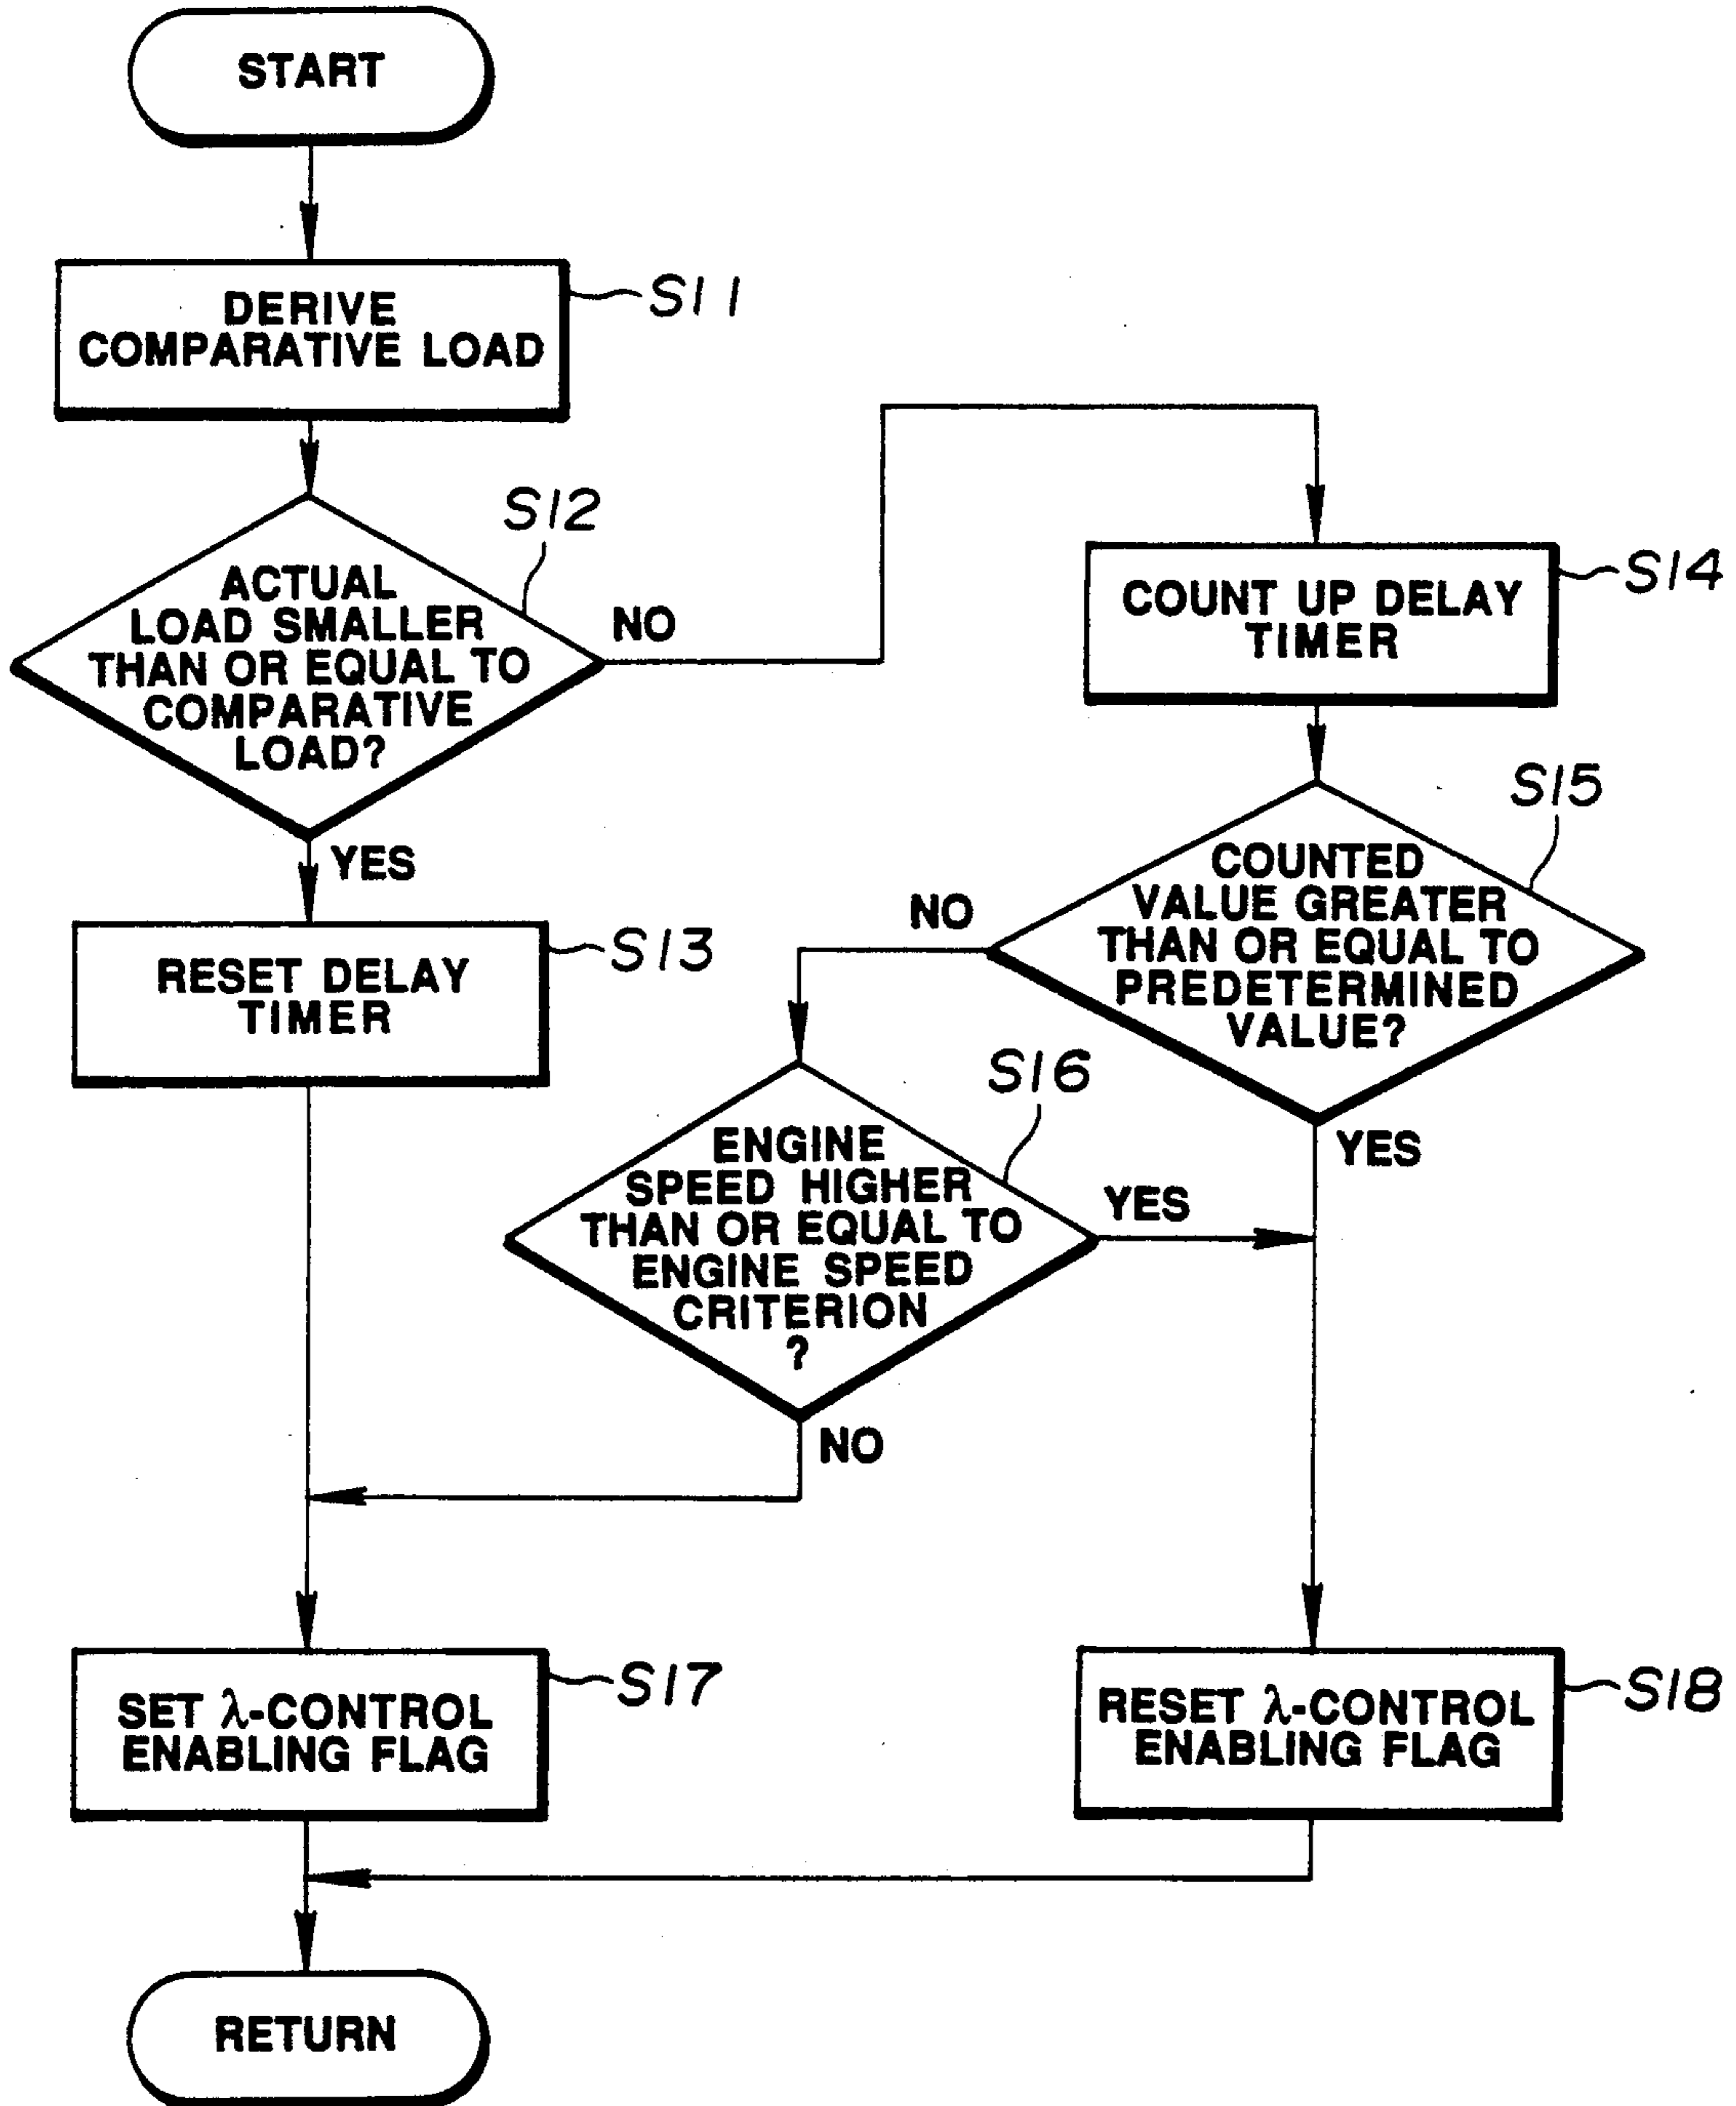 START
DERIVE
COMPARATIVE LOAD
S11
ACTUAL
LOAD SMALLER
THAN OR EQUAL TO
COMPARATIVE
LOAD?
S12
NO
YES
RESET DELAY
TIMER
S13
COUNT UP DELAY
TIMER
S14
COUNTED
VALUE GREATER
THAN OR EQUAL TO
PREDETERMINED
VALUE?
S15
NO
YES
ENGINE
SPEED HIGHER
THAN OR EQUAL TO
ENGINE SPEED
CRITERION
?
S16
YES
NO
SET λ-CONTROL
ENABLING FLAG
S17
RESET λ-CONTROL
ENABLING FLAG
S18
RETURN